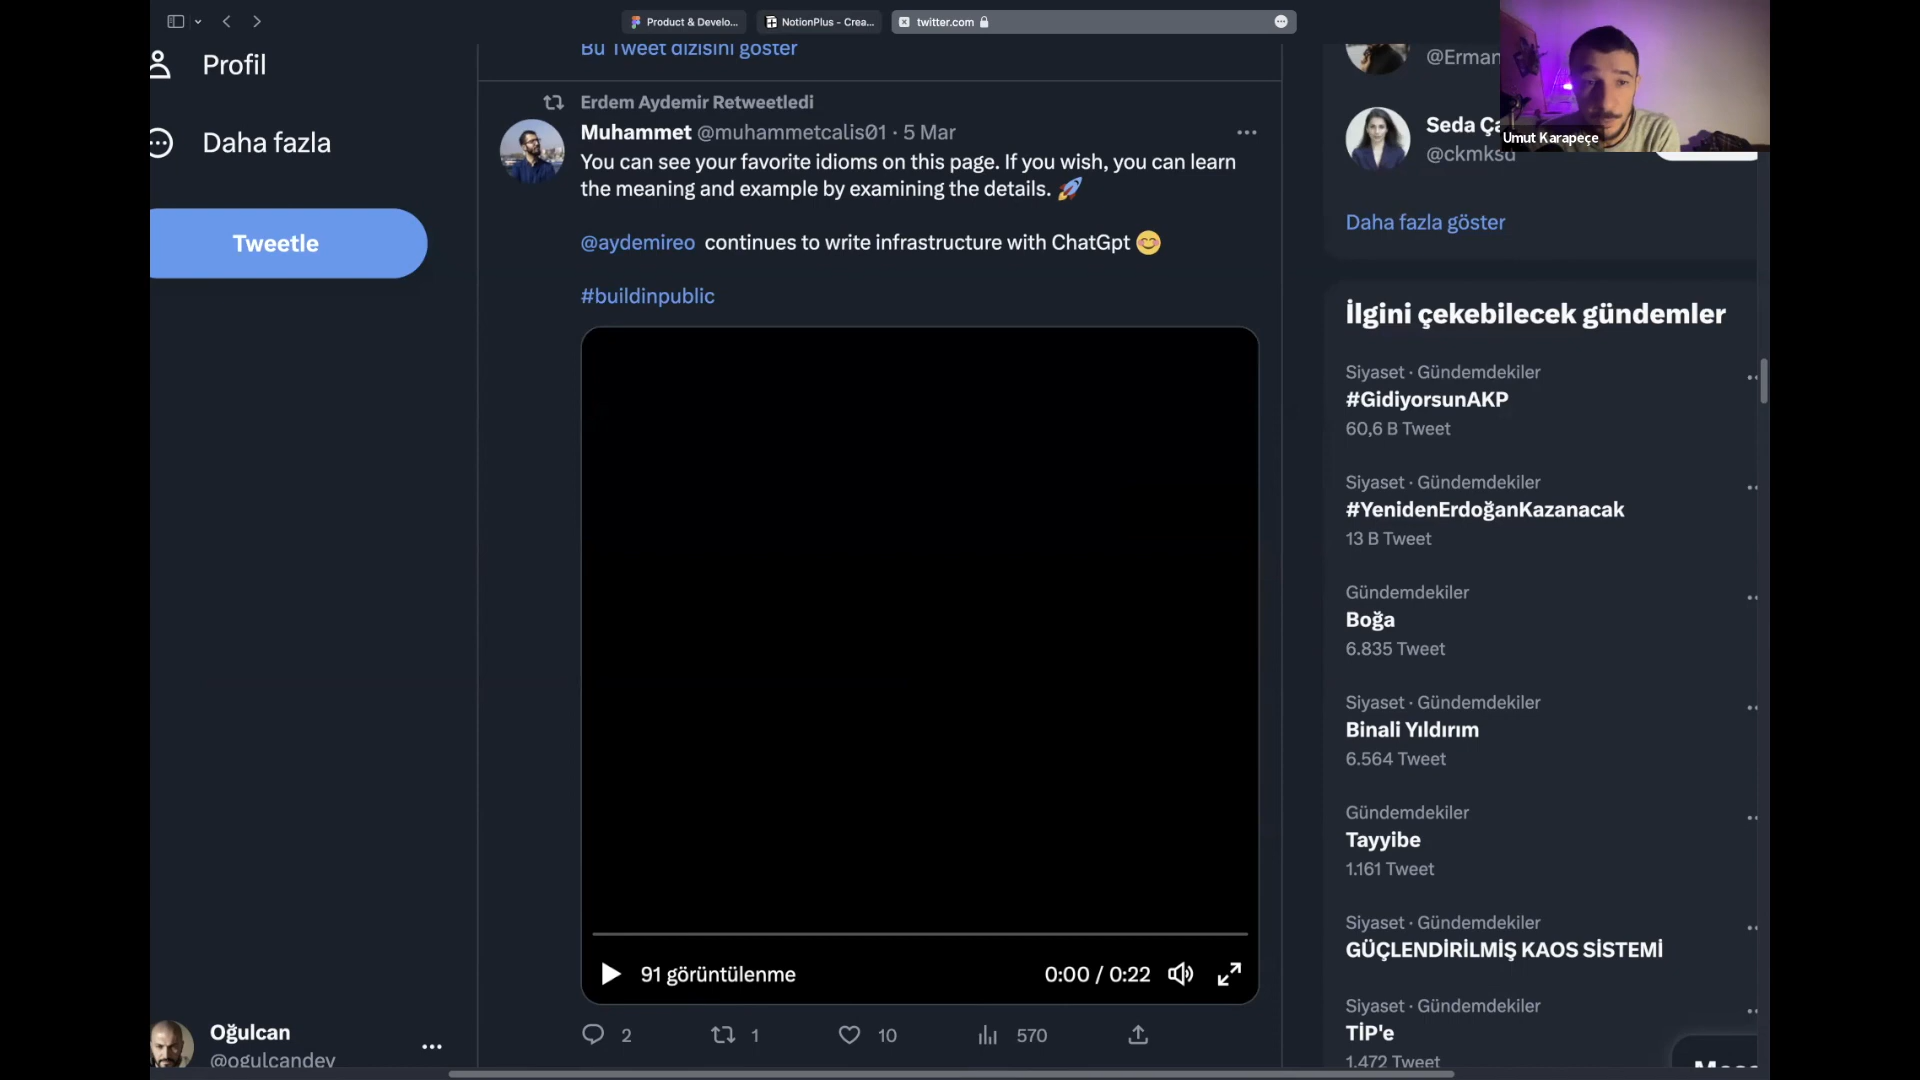 Product & Develo...
NotionPlus - Crea...
twitter.com
Profil
Daha fazla
Tweetle
Oğulcan
@ogulcandev
Bu Tweet dizisini göster
Erdem Aydemir Retweetledi
Muhammet @muhammetcalis01 · 5 Mar
You can see your favorite idioms on this page. If you wish, you can learn
the meaning and example by examining the details. 🚀
@aydemireo continues to write infrastructure with ChatGpt 😊
#buildinpublic
91 görüntülenme
0:00 / 0:22
2
1
10
570
@Erman
Seda Ça
@ckmksd
Umut Karapeçe
Daha fazla göster
İlgini çekebilecek gündemler
Siyaset · Gündemdekiler
#GidiyorsunAKP
60,6 B Tweet
Siyaset · Gündemdekiler
#YenidenErdoğanKazanacak
13 B Tweet
Gündemdekiler
Boğa
6.835 Tweet
Siyaset · Gündemdekiler
Binali Yıldırım
6.564 Tweet
Gündemdekiler
Tayyibe
1.161 Tweet
Siyaset · Gündemdekiler
GÜÇLENDİRİLMİŞ KAOS SİSTEMİ
Siyaset · Gündemdekiler
TİP'e
1.472 Tweet